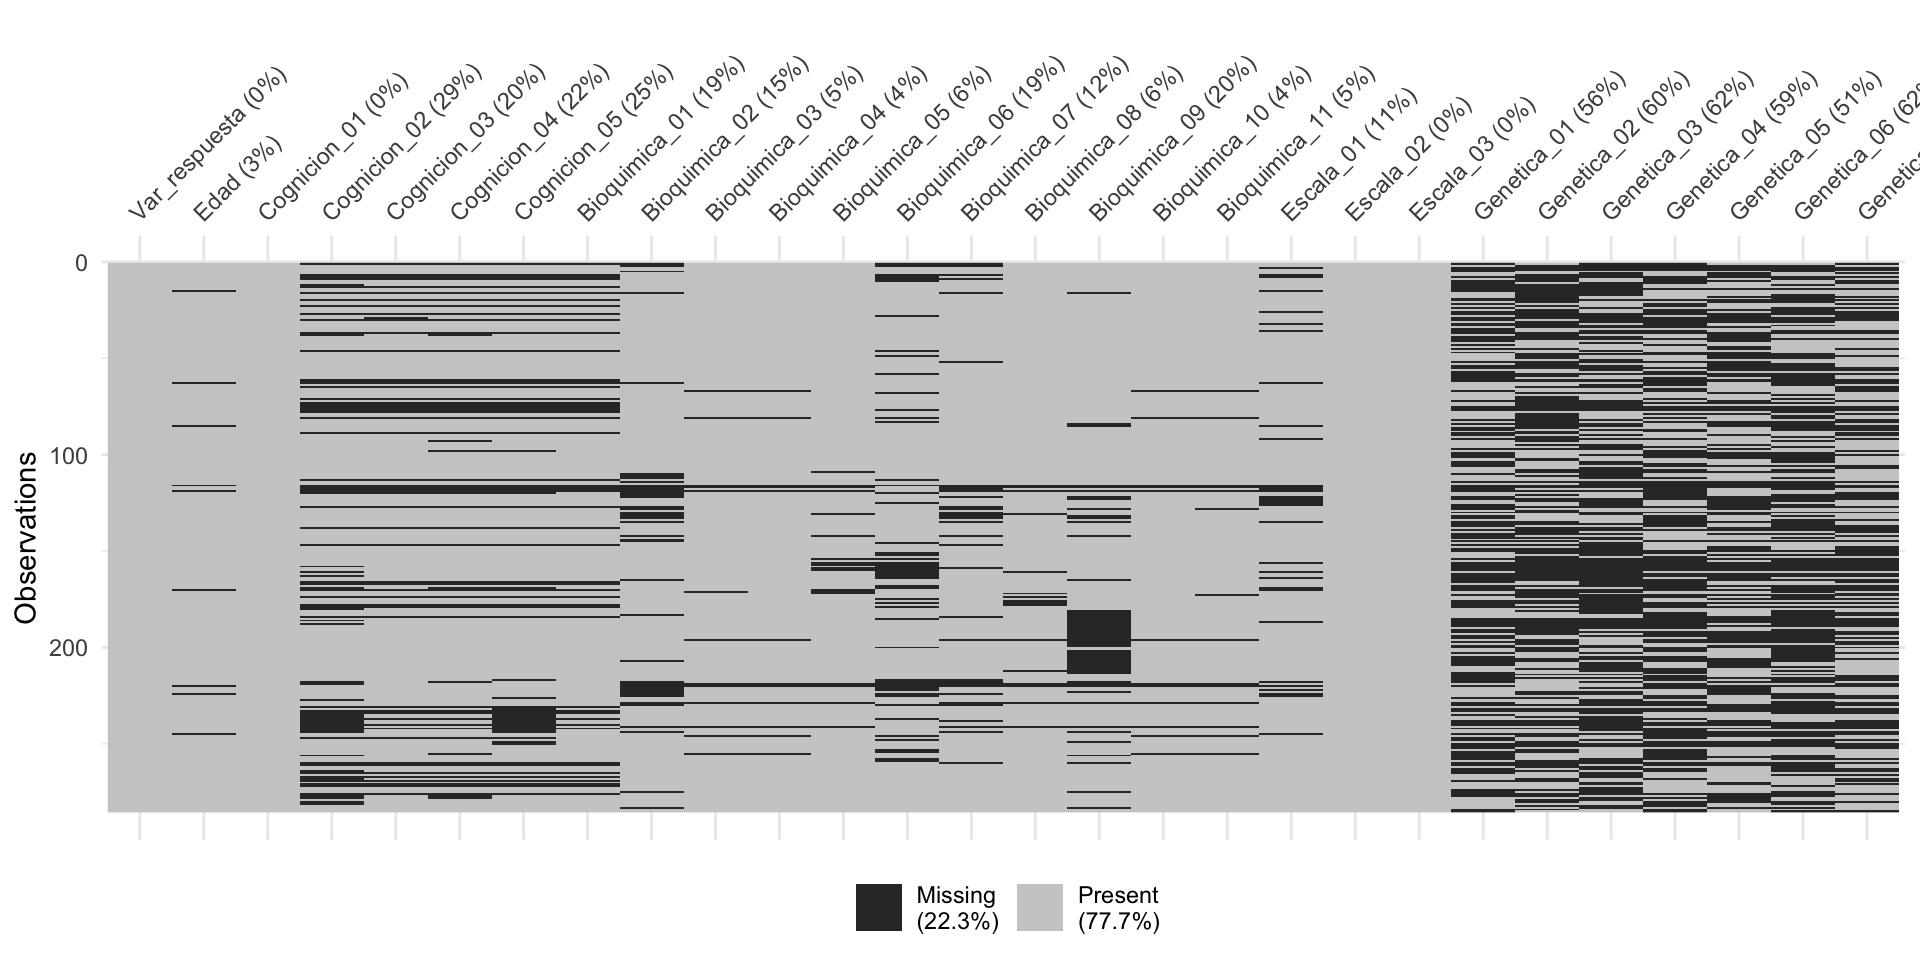 Var_respuesta (0%)
Edad (3%)
Cognicion_01 (0%)
Cognicion_02 (29%)
Cognicion_03 (20%)
Cognicion_04 (22%)
Cognicion_05 (25%)
Bioquimica_01 (19%)
Bioquimica_02 (15%)
Bioquimica_03 (5%)
Bioquimica_04 (4%)
Bioquimica_05 (6%)
Bioquimica_06 (19%)
Bioquimica_07 (12%)
Bioquimica_08 (6%)
Bioquimica_09 (20%)
Bioquimica_10 (4%)
Bioquimica_11 (5%)
Escala_01 (11%)
Escala_02 (0%)
Escala_03 (0%)
Genetica_01 (56%)
Genetica_02 (60%)
Genetica_03 (62%)
Genetica_04 (59%)
Genetica_05 (51%)
Genetica_06 (62
Genetic
0
100
200
Observations
Missing
(22.3%)
Present
(77.7%)